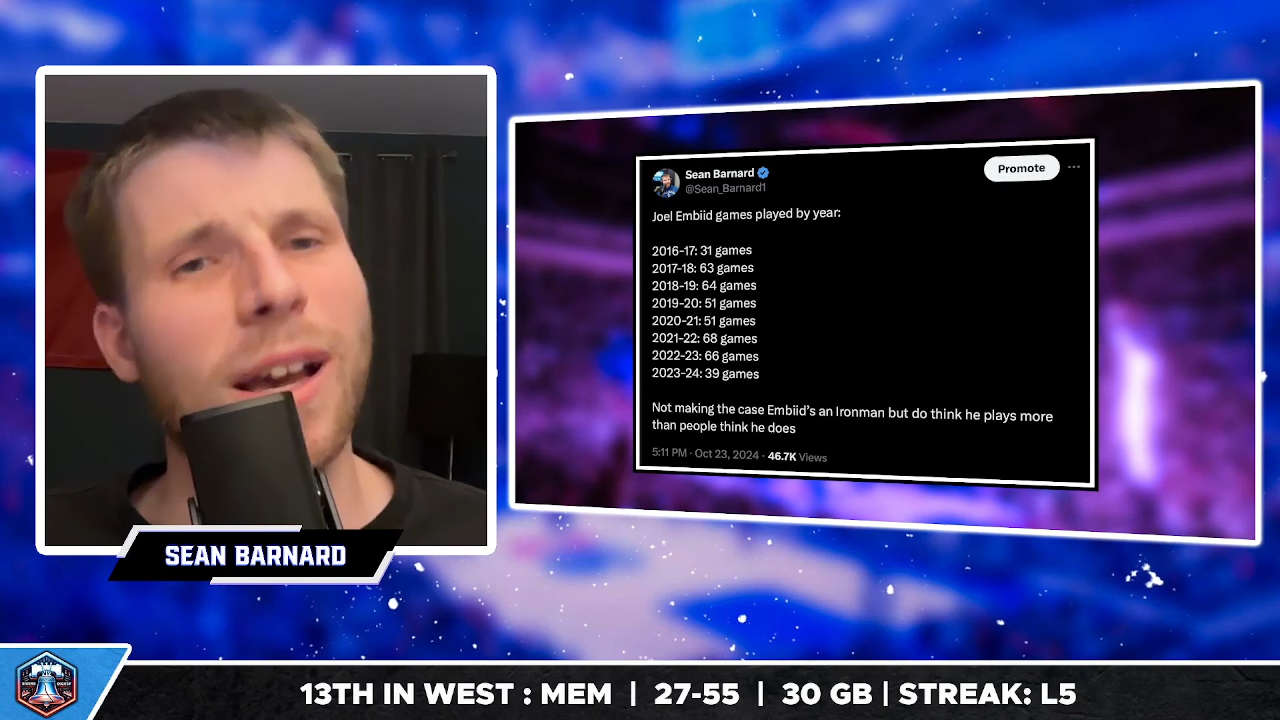 Sean Barnard
@Sean_Barnard1
Promote
Joel Embiid games played by year:
2016-17: 31 games
2017-18: 63 games
2018-19: 64 games
2019-20: 51 games
2020-21: 51 games
2021-22: 68 games
2022-23: 66 games
2023-24: 39 games
Not making the case Embiid's an Ironman but do think he plays more
than people think he does
5:11 PM · Oct 23, 2024 · 46.7K Views
SEAN BARNARD
13TH IN WEST : MEM | 27-55 | 30 GB | STREAK: L5